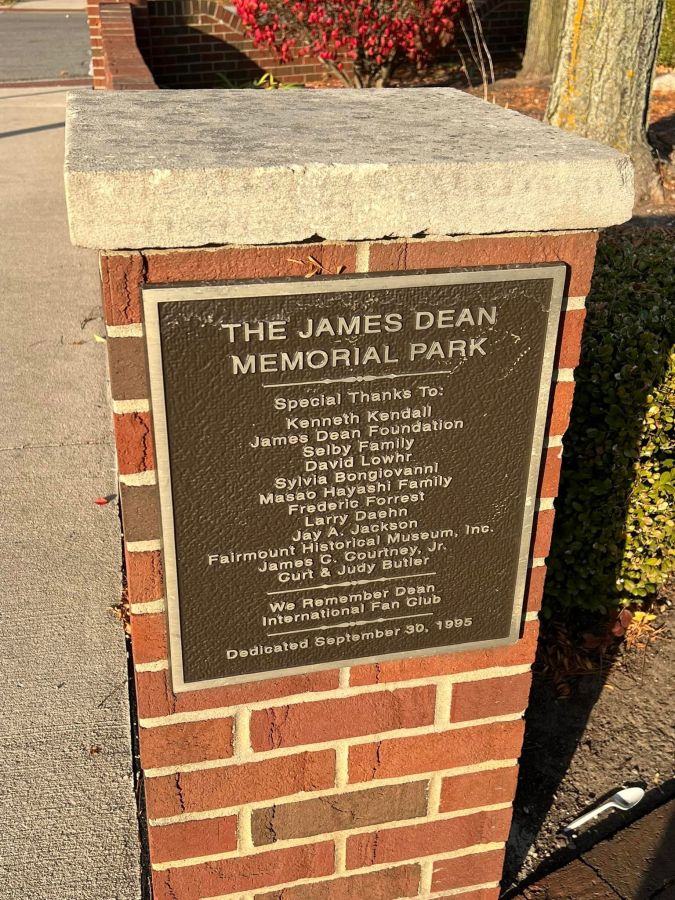 THE JAMES DEAN
MEMORIAL PARK
Special Thanks To:
Kenneth Kendall
James Dean Foundation
Selby Family
David Lowhr
Sylvia Bongiovanni
Masao Hayashi Family
Frederic Forrest
Larry Daehn
Jay A. Jackson
Fairmount Historical Museum, Inc.
James C. Courtney, Jr.
Curt & Judy Butler
We Remember Dean
International Fan Club
Dedicated September 30, 1995